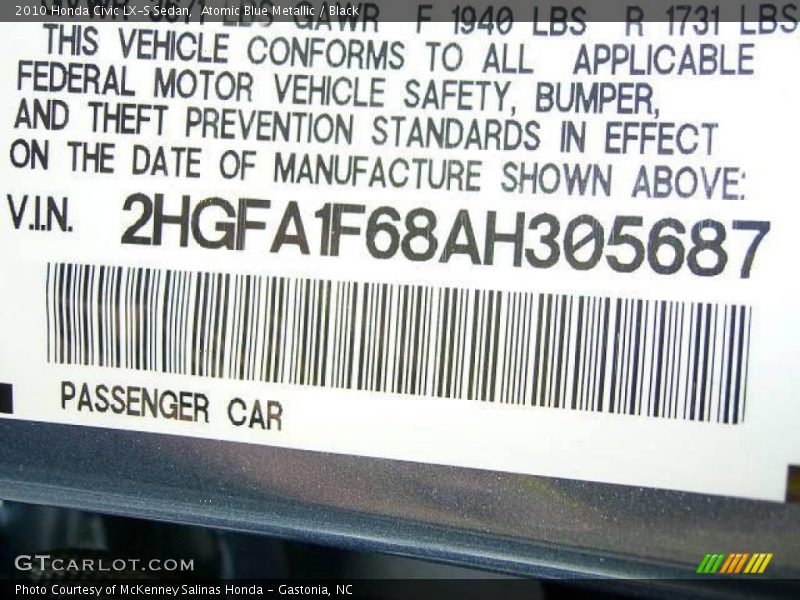 2010 Honda Civic LX-S Sedan, Atomic Blue Metallic / Black
LBS GAWR F 1940 LBS R 1731 LBS
THIS VEHICLE CONFORMS TO ALL APPLICABLE
FEDERAL MOTOR VEHICLE SAFETY, BUMPER,
AND THEFT PREVENTION STANDARDS IN EFFECT
ON THE DATE OF MANUFACTURE SHOWN ABOVE:
V.I.N. 2HGFA1F68AH305687
PASSENGER CAR
GTCARLOT.COM
Photo Courtesy of McKenney Salinas Honda - Gastonia, NC